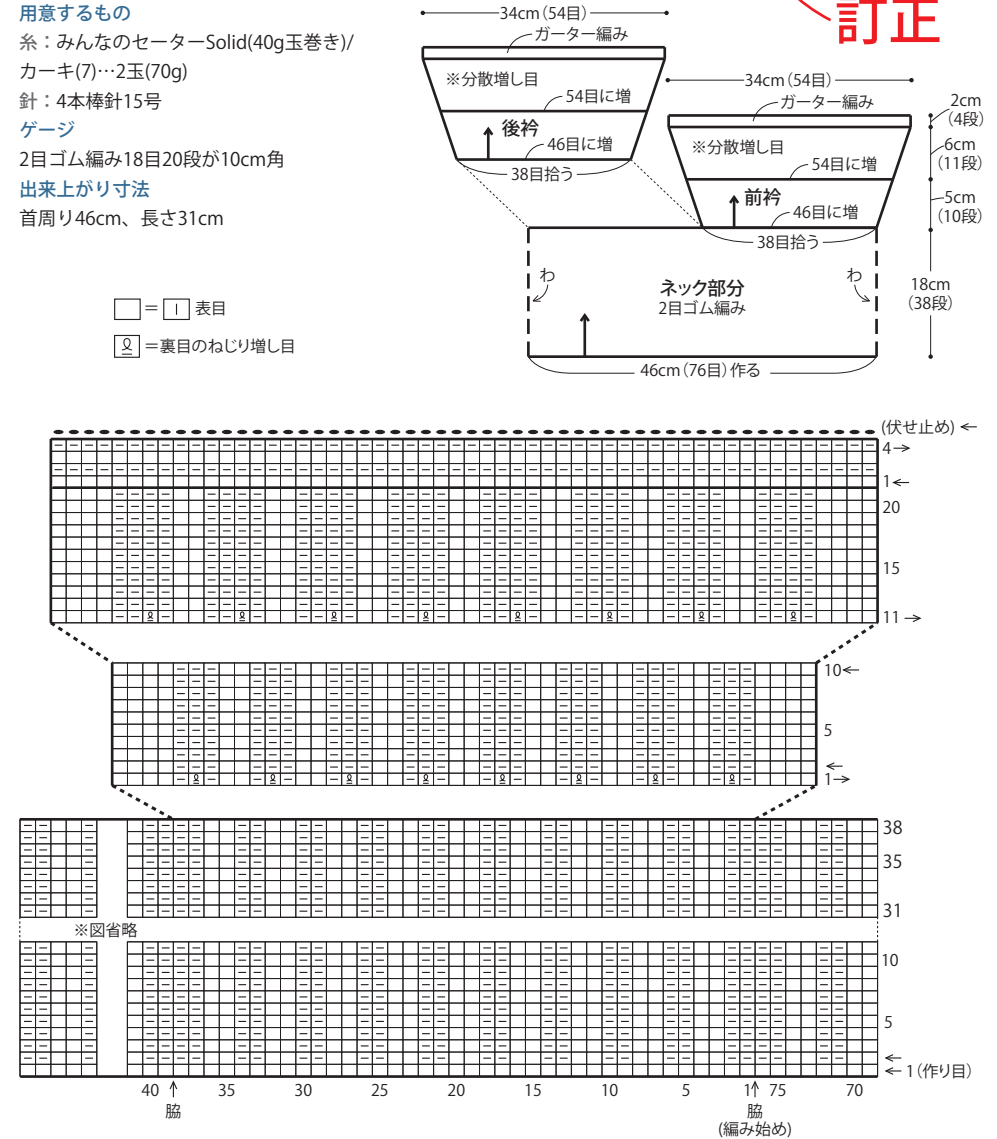 訂正
用意するもの
糸：みんなのセーターSolid(40g玉巻き)/
カーキ(7)…2玉(70g)
針：4本棒針15号
ゲージ
2目ゴム編み18目20段が10cm角
出来上がり寸法
首周り46cm、長さ31cm
34cm（54目）
ガーター編み
※分散増し目
54目に増
後衿
46目に増
38目拾う
34cm（54目）
ガーター編み
※分散増し目
54目に増
前衿
46目に増
38目拾う
2cm
（4段）
6cm
（11段）
5cm
（10段）
18cm
（38段）
わ
わ
ネック部分
2目ゴム編み
46cm（76目）作る
= 表目
=裏目のねじり増し目
(伏せ止め) ←
4→
1←
20
15
11→
10←
5
←
1→
38
35
31
※図省略
10
5
←
←1（作り目）
40 ↑ 35 30 25 20 15 10 5 1↑ 75 70
脇
脇
(編み始め)